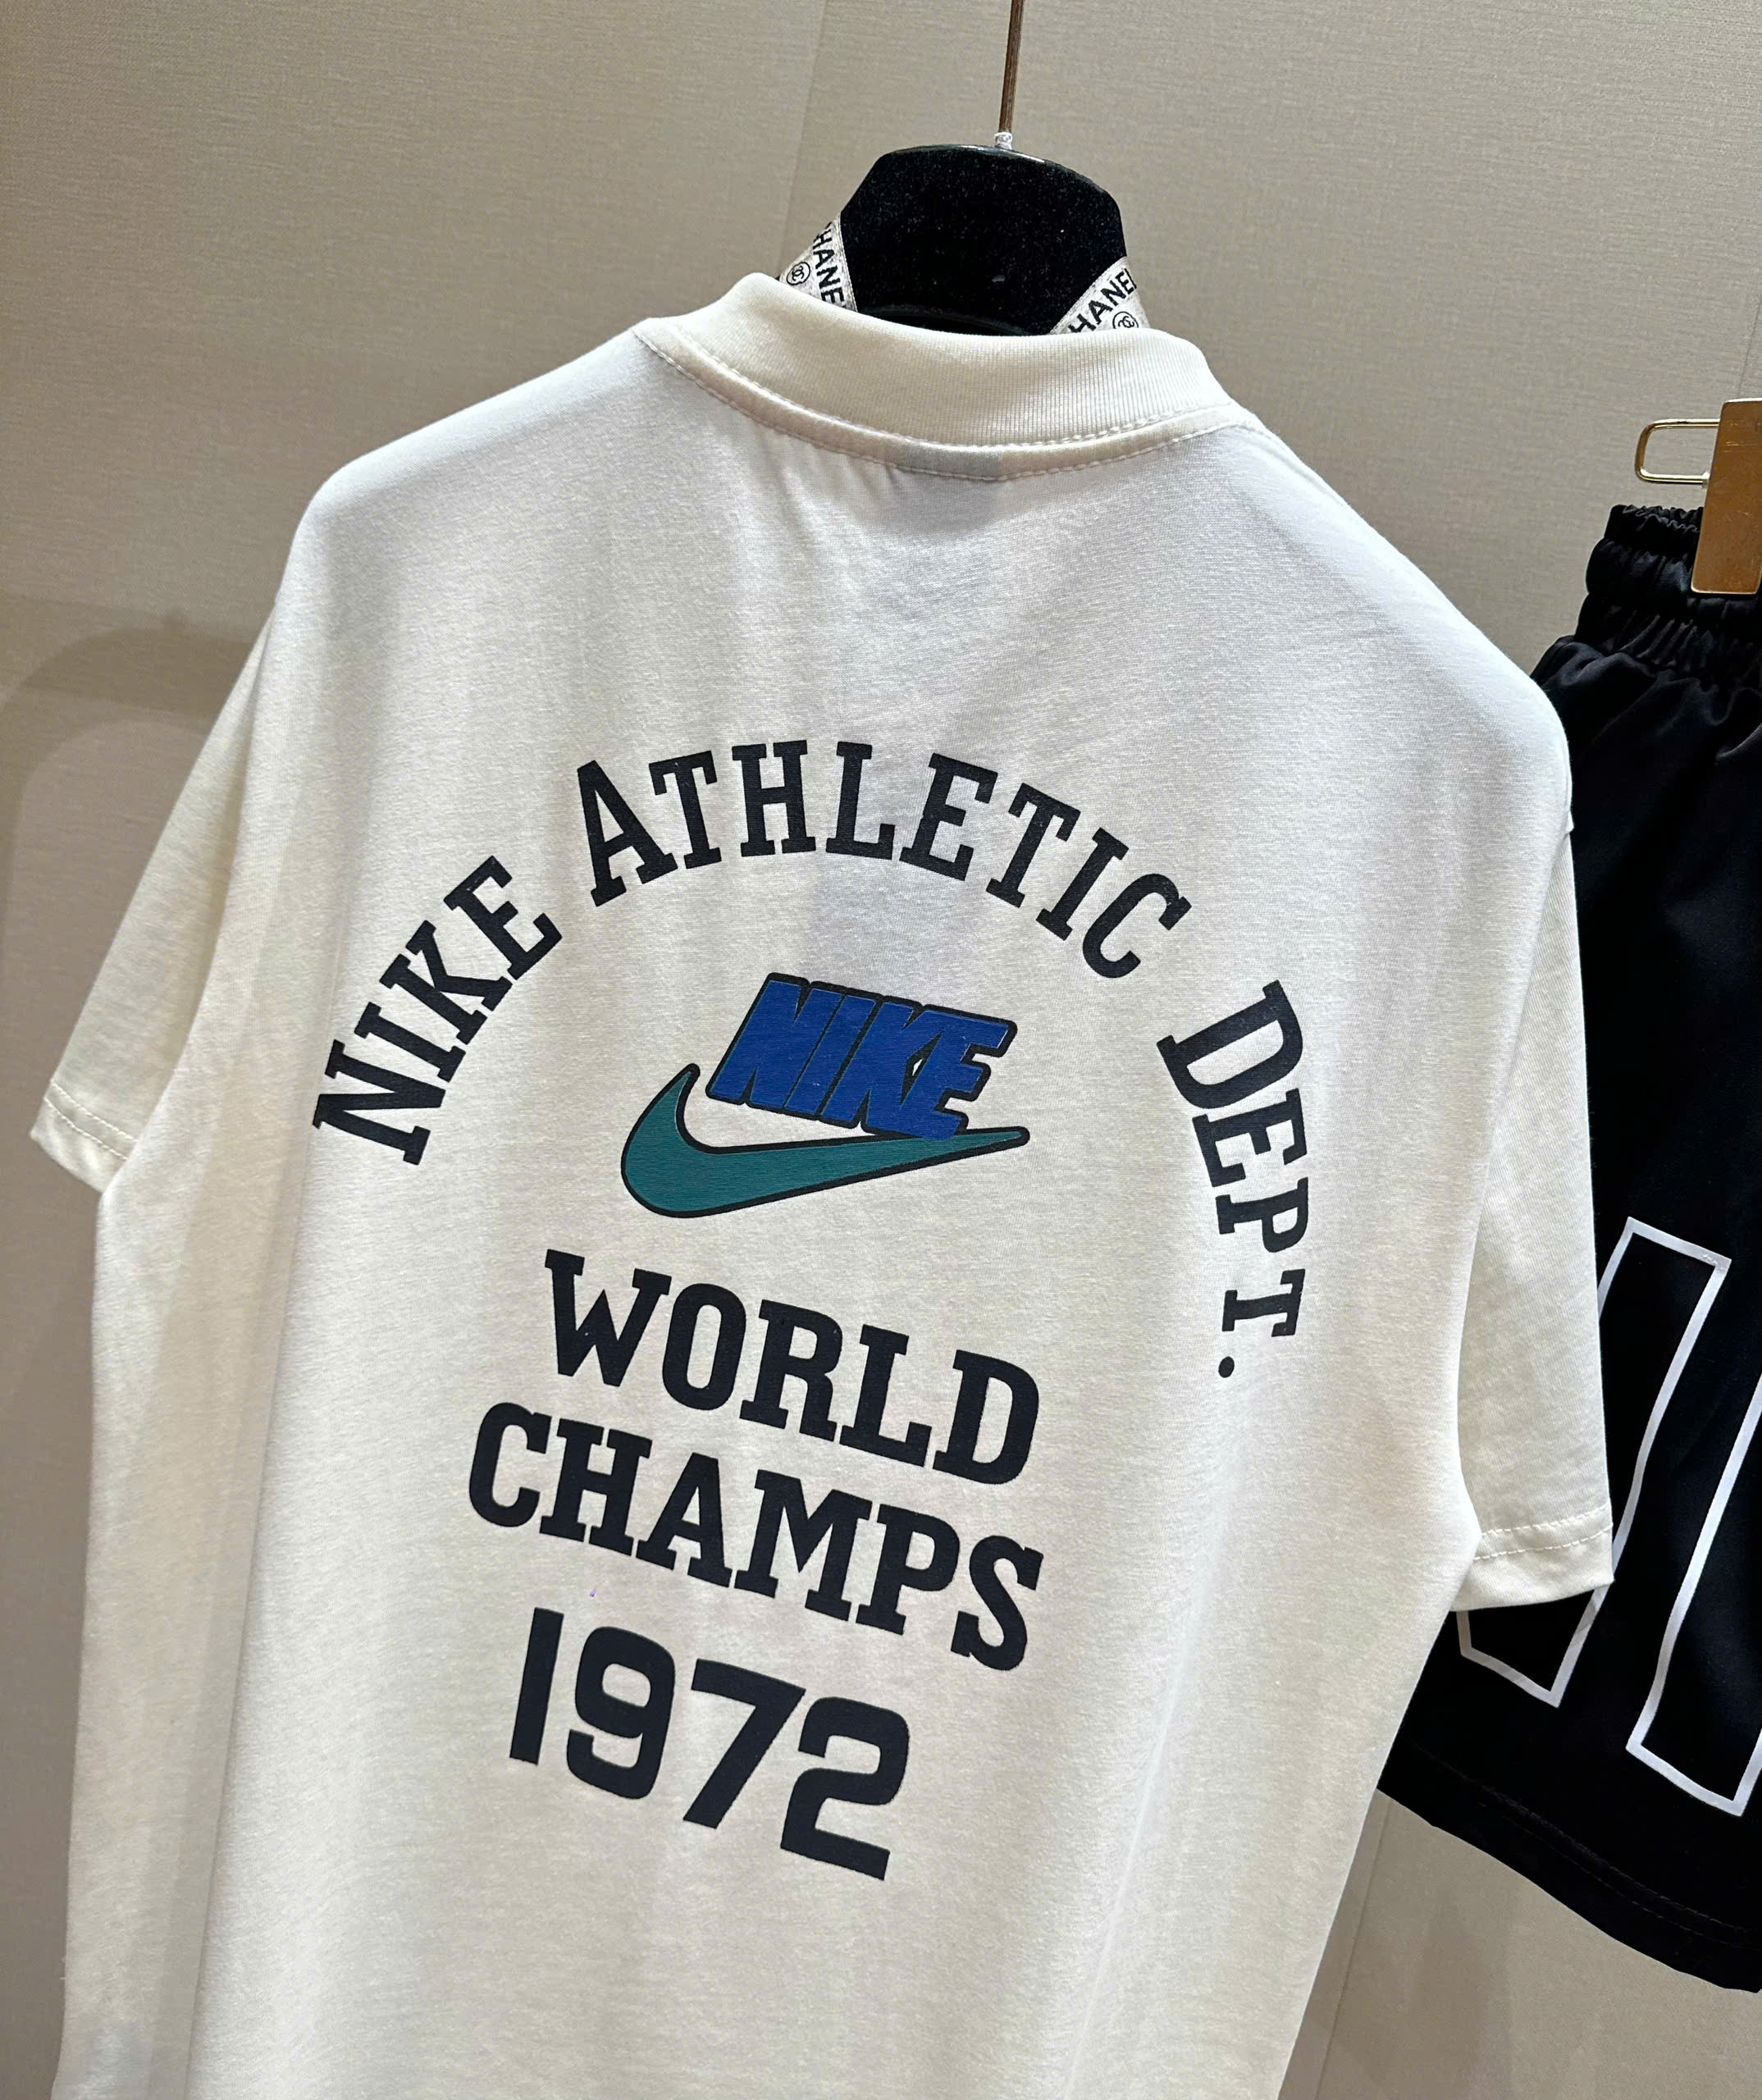 CHANEL
CHANEL
NIKE ATHLETIC DEPT.
NIKE
WORLD
CHAMPS
1972